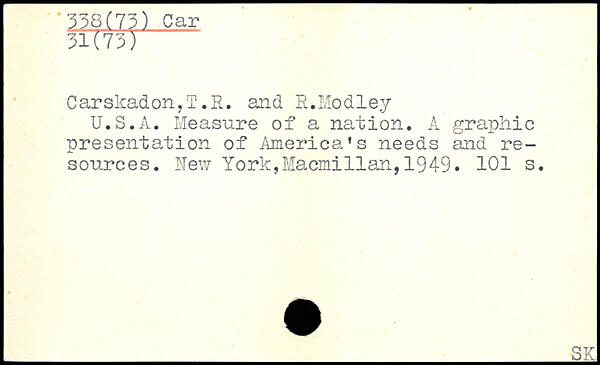 338(73) Car
31(73)
Carskadon,T.R. and R.Modley
U.S.A. Measure of a nation. A graphic
presentation of America's needs and re-
sources. New York,Macmillan,1949. 101 s.
SK